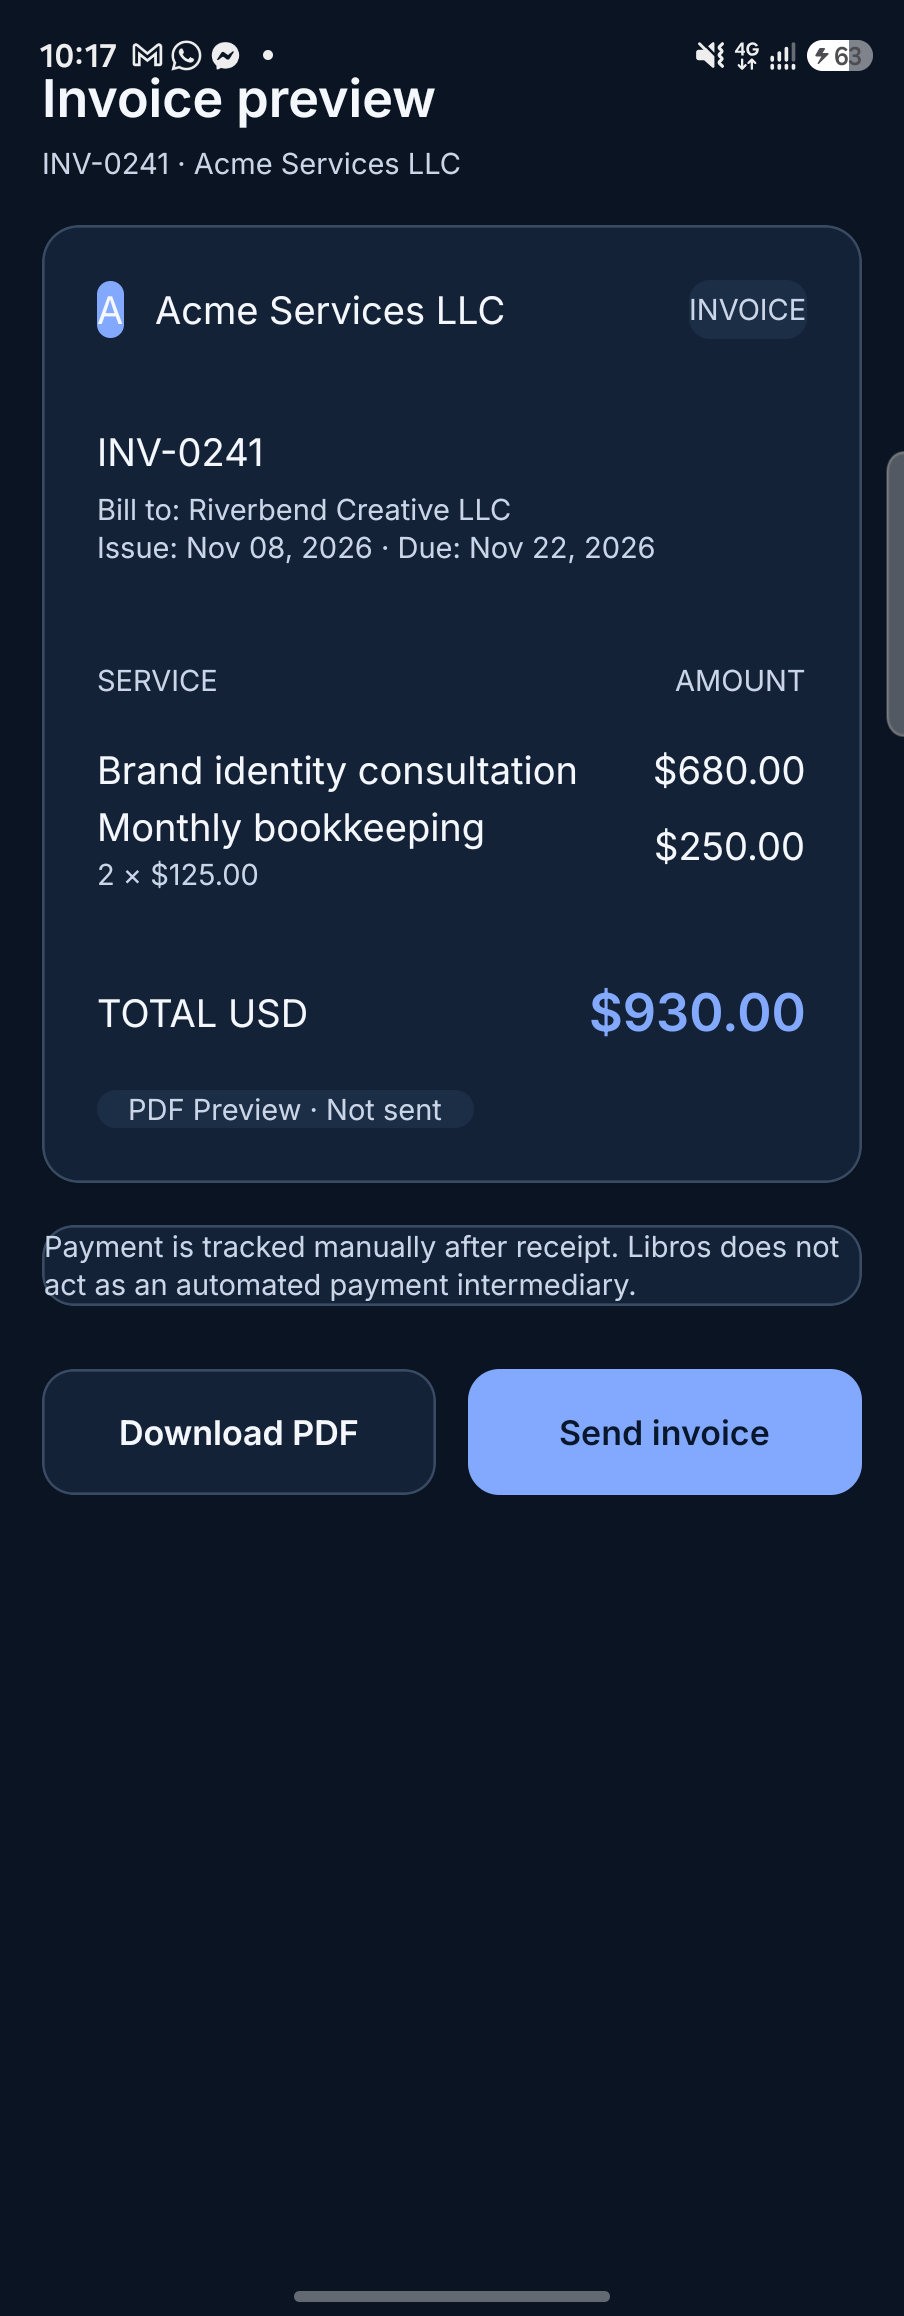 10:17
4G
63
Invoice preview
INV-0241 · Acme Services LLC
A Acme Services LLC INVOICE
INV-0241
Bill to: Riverbend Creative LLC
Issue: Nov 08, 2026 · Due: Nov 22, 2026
SERVICE AMOUNT
Brand identity consultation $680.00
Monthly bookkeeping $250.00
2 × $125.00
TOTAL USD $930.00
PDF Preview · Not sent
Payment is tracked manually after receipt. Libros does not
act as an automated payment intermediary.
Download PDF Send invoice